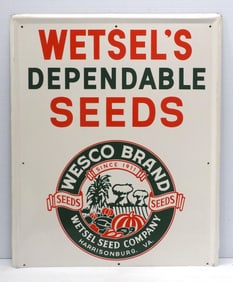 WETSEL'S
DEPENDABLE
SEEDS
WESCO BRAND
SINCE 1911
SEEDS SEEDS
WETSEL SEED COMPANY
HARRISONBURG, VA.